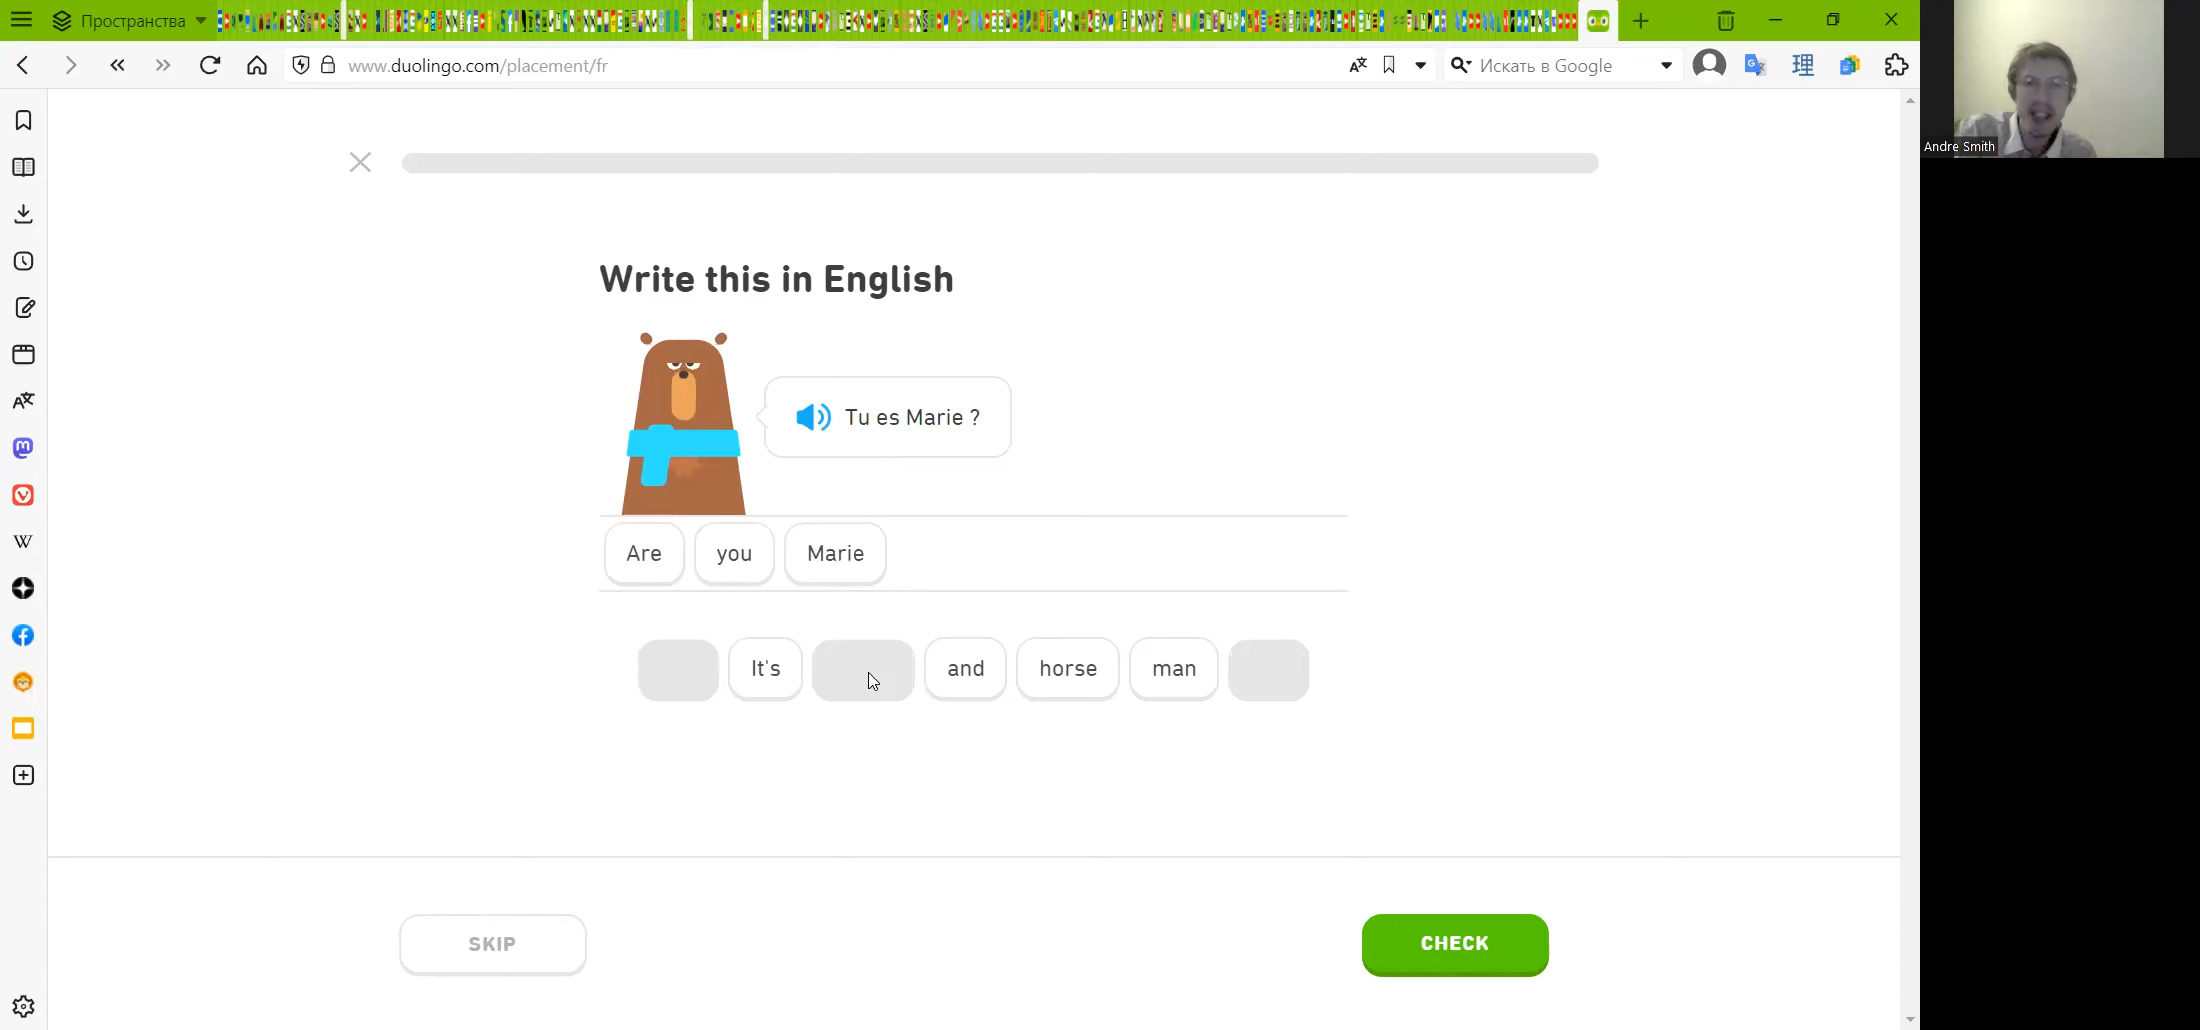 Пространства
www.duolingo.com/placement/fr
Искать в Google
Andre Smith
Write this in English
Tu es Marie ?
Are you Marie
It's and horse man
SKIP
CHECK